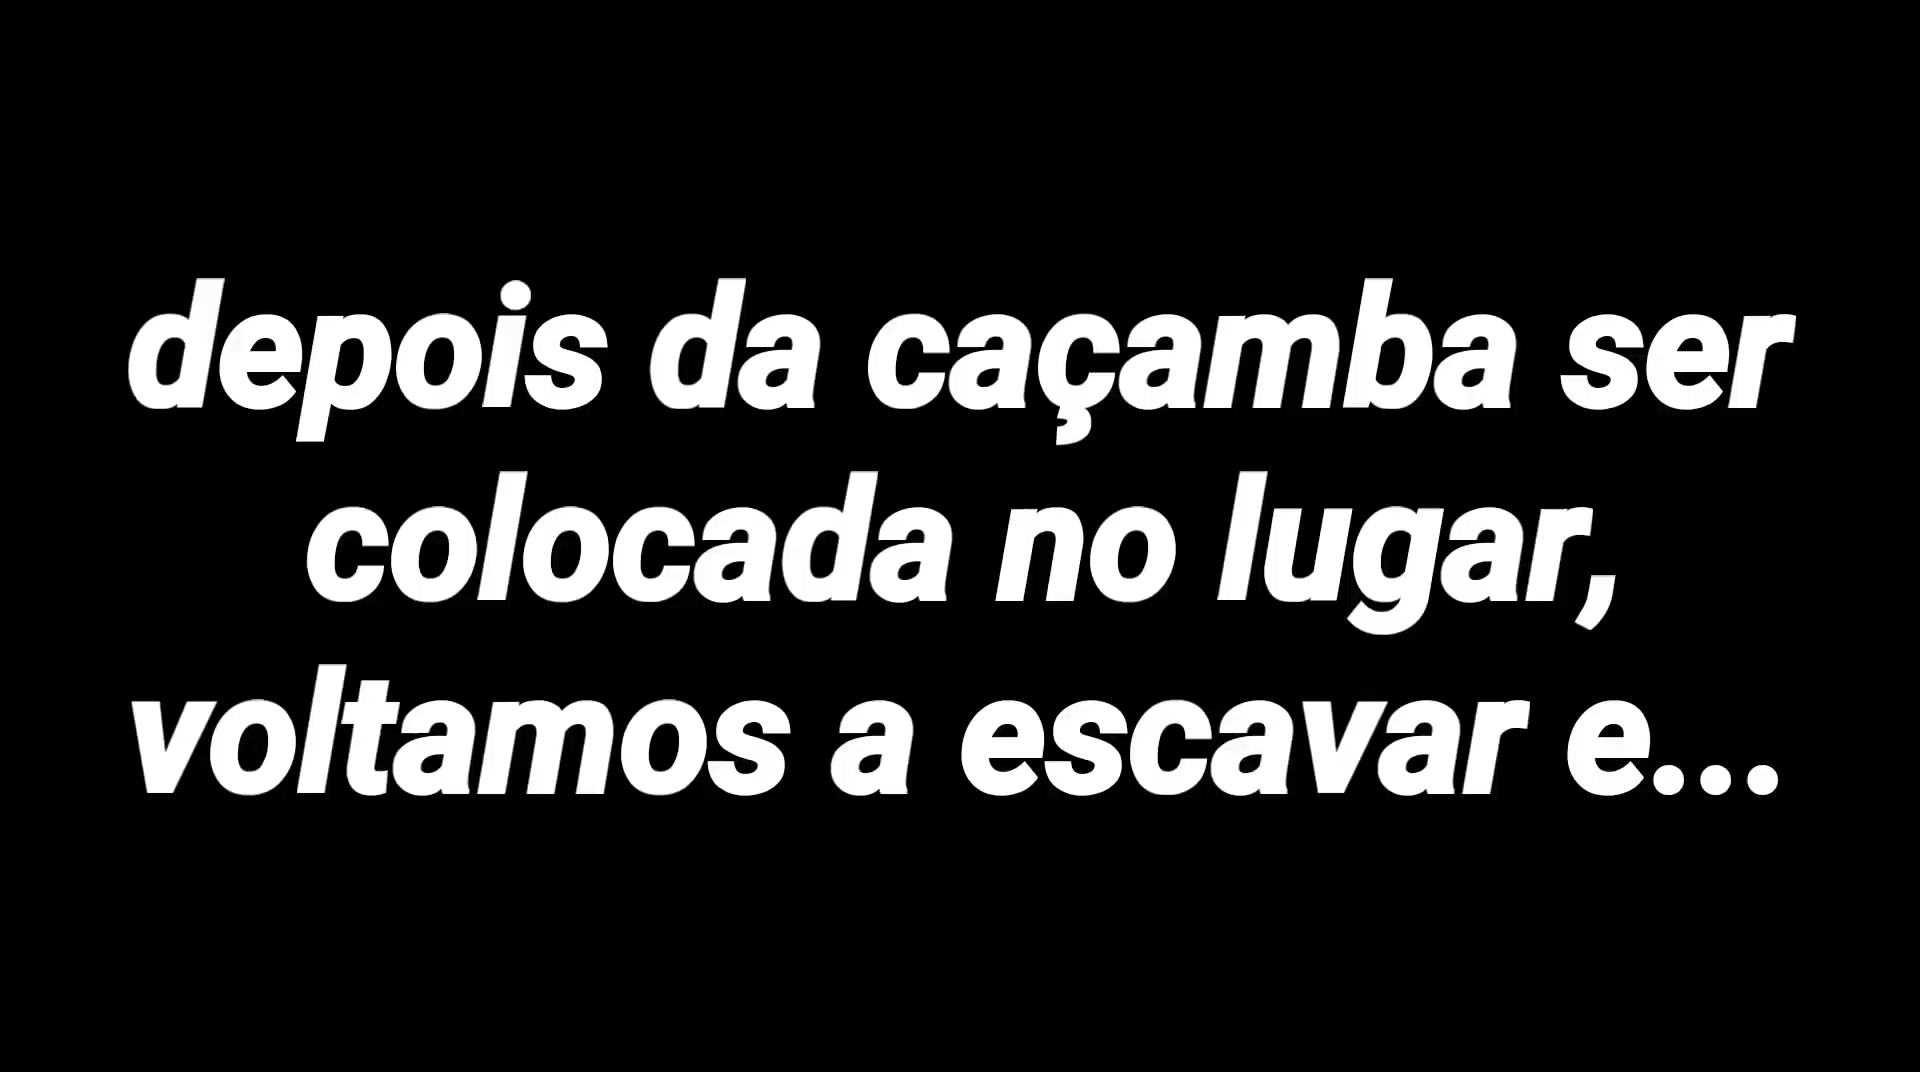 depois da caçamba ser
colocada no lugar,
voltamos a escavar e...